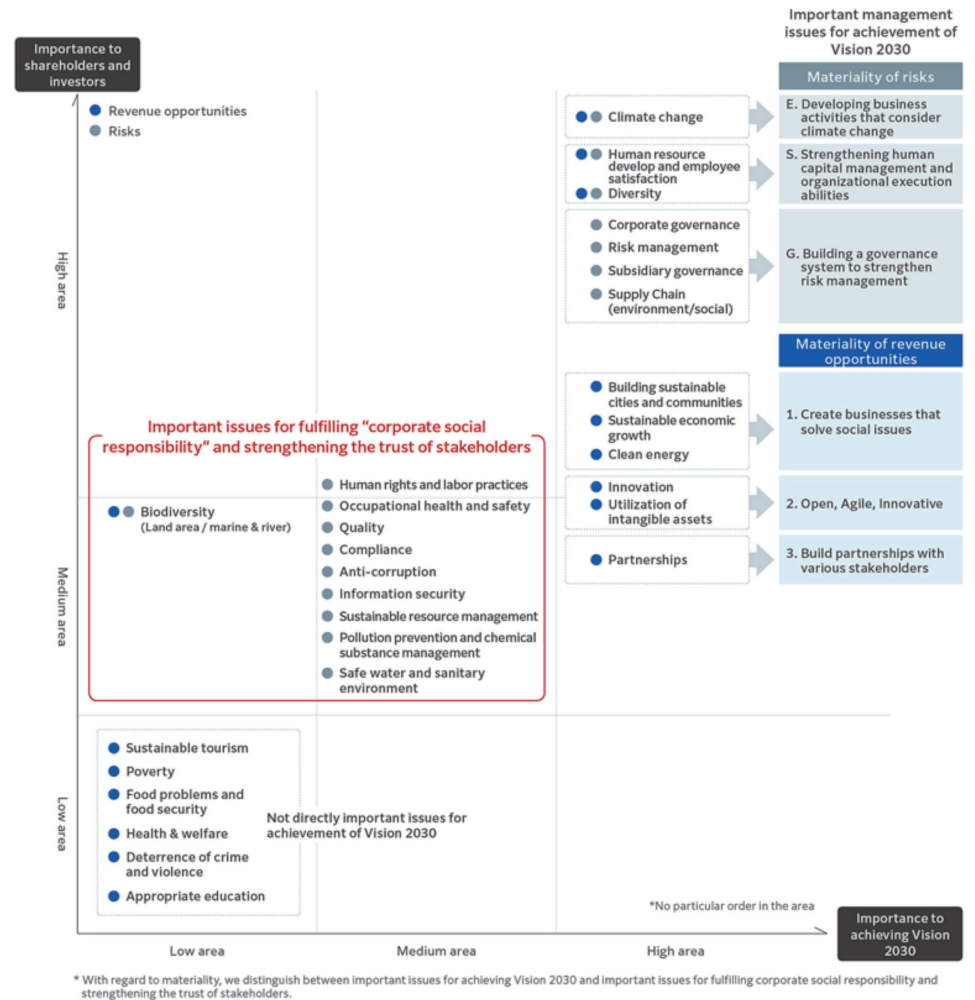 Important management
issues for achievement of
Vision 2030
Importance to
shareholders and
investors
Materiality of risks
Revenue opportunities
Risks
Climate change
E. Developing business
activities that consider
climate change
Human resource
develop and employee
satisfaction
Diversity
S. Strengthening human
capital management and
organizational execution
abilities
Corporate governance
Risk management
Subsidiary governance
Supply Chain
(environment/social)
G. Building a governance
system to strengthen
risk management
High area
Materiality of revenue
opportunities
Building sustainable
cities and communities
Sustainable economic
growth
Clean energy
1. Create businesses that
solve social issues
Important issues for fulfilling "corporate social
responsibility" and strengthening the trust of stakeholders
Innovation
Utilization of
intangible assets
2. Open, Agile, Innovative
Partnerships
3. Build partnerships with
various stakeholders
Biodiversity
(Land area / marine & river)
Human rights and labor practices
Occupational health and safety
Quality
Compliance
Anti-corruption
Information security
Sustainable resource management
Pollution prevention and chemical
substance management
Safe water and sanitary
environment
Medium area
Sustainable tourism
Poverty
Food problems and
food security
Health & welfare
Deterrence of crime
and violence
Appropriate education
Not directly important issues for
achievement of Vision 2030
Low area
*No particular order in the area
Low area
Medium area
High area
Importance to
achieving Vision
2030
* With regard to materiality, we distinguish between important issues for achieving Vision 2030 and important issues for fulfilling corporate social responsibility and
strengthening the trust of stakeholders.